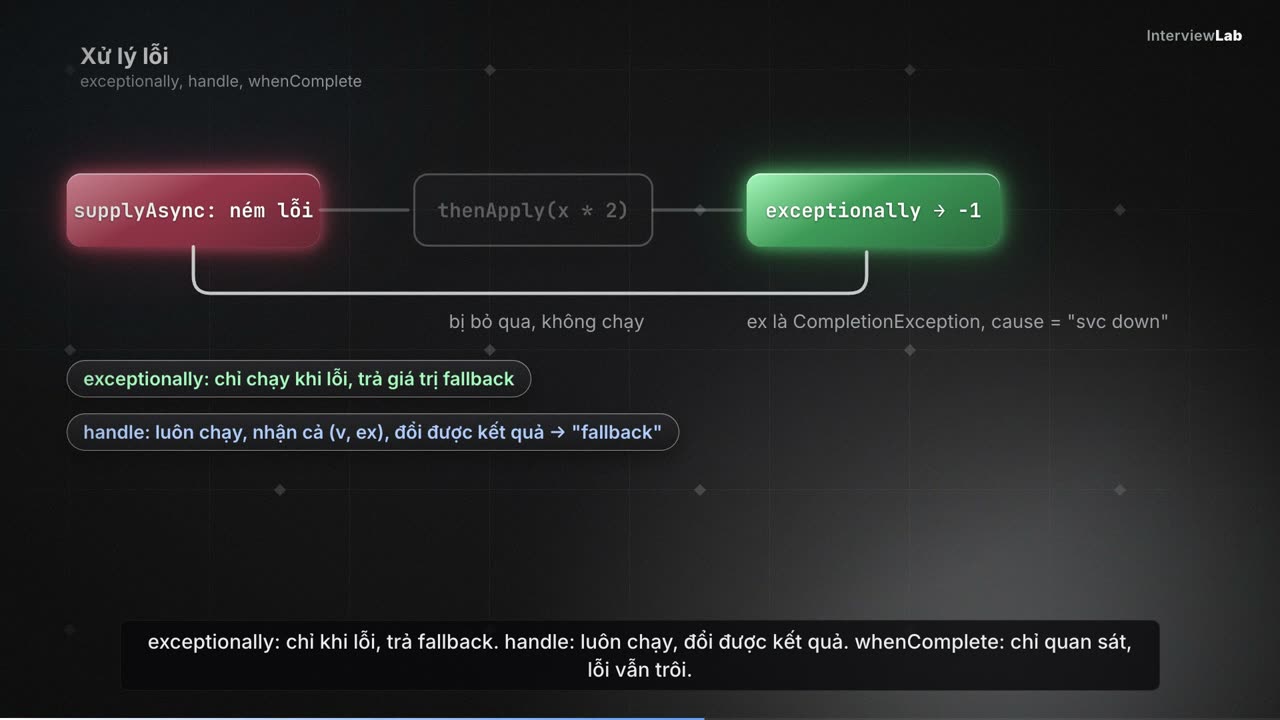 InterviewLab
Xử lý lỗi
exceptionally, handle, whenComplete
supplyAsync: ném lỗi
thenApply(x * 2)
exceptionally → -1
bị bỏ qua, không chạy
ex là CompletionException, cause = "svc down"
exceptionally: chỉ chạy khi lỗi, trả giá trị fallback
handle: luôn chạy, nhận cả (v, ex), đổi được kết quả → "fallback"
exceptionally: chỉ khi lỗi, trả fallback. handle: luôn chạy, đổi được kết quả. whenComplete: chỉ quan sát,
lỗi vẫn trôi.